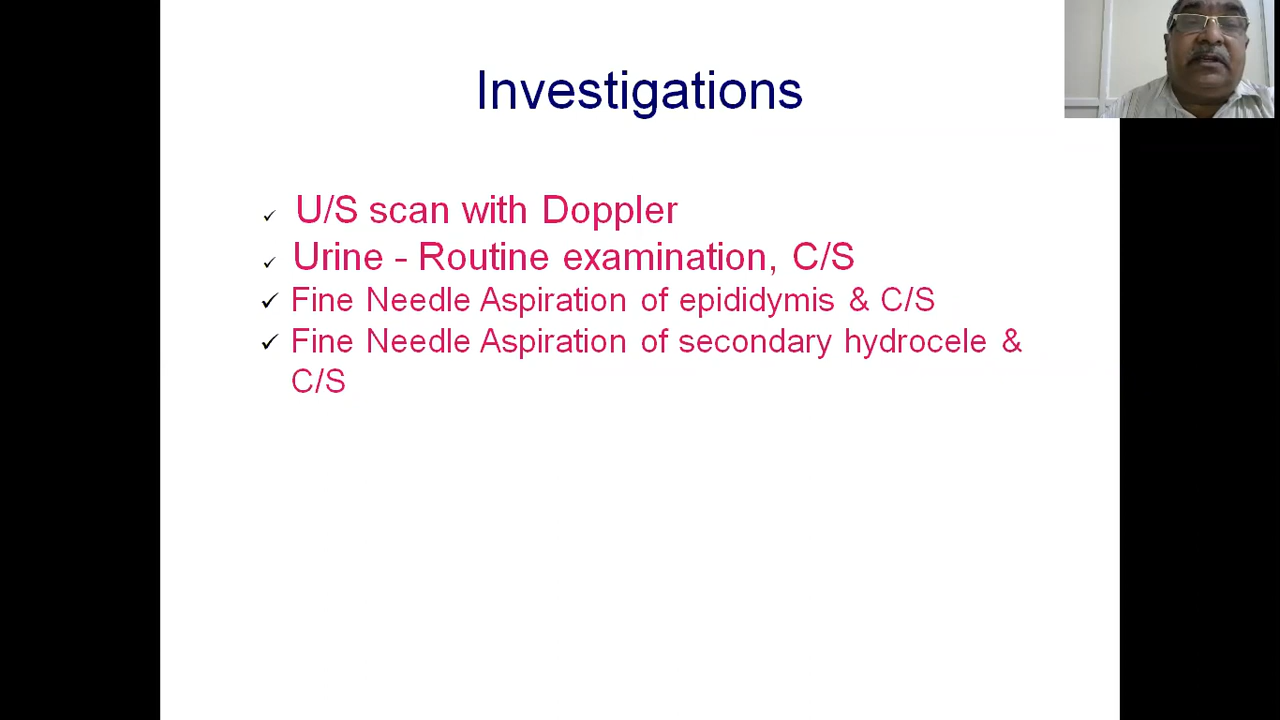 Investigations
✓ U/S scan with Doppler
✓ Urine - Routine examination, C/S
✓ Fine Needle Aspiration of epididymis & C/S
✓ Fine Needle Aspiration of secondary hydrocele &
C/S